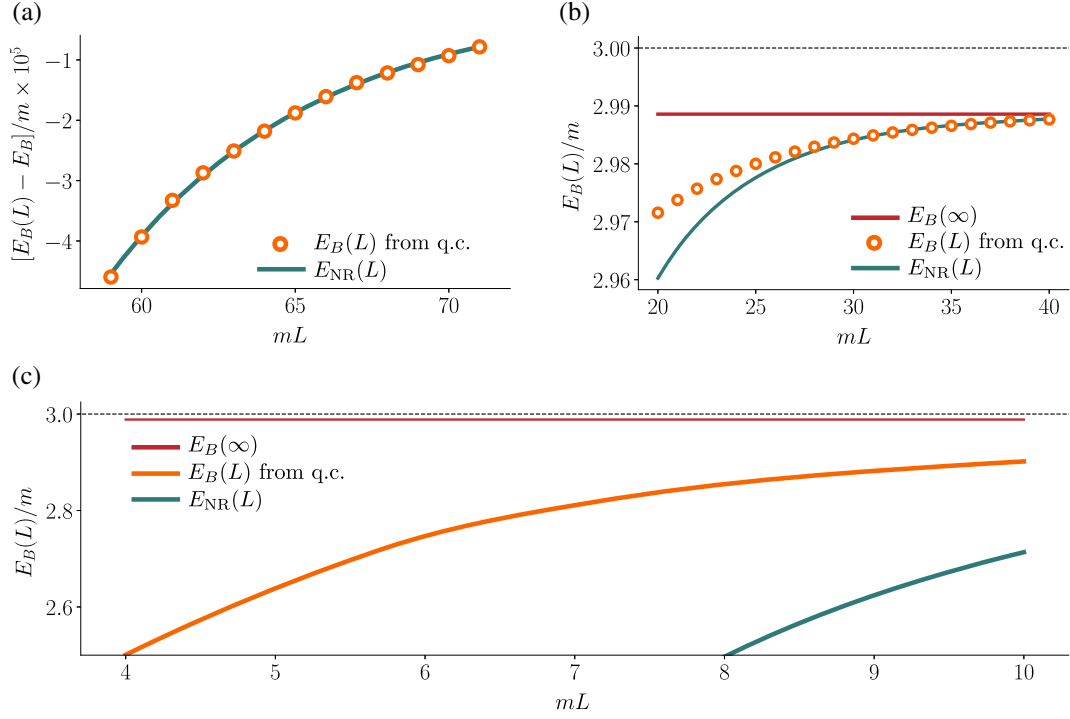 (a)
[E_B(L) − E_B]/m × 10^5
−1
−2
−3
−4
E_B(L) from q.c.
E_NR(L)
60
65
70
mL
(b)
E_B(L)/m
3.00
2.99
2.98
2.97
2.96
E_B(∞)
E_B(L) from q.c.
E_NR(L)
20
25
30
35
40
mL
(c)
E_B(L)/m
3.0
2.8
2.6
E_B(∞)
E_B(L) from q.c.
E_NR(L)
4
5
6
7
8
9
10
mL